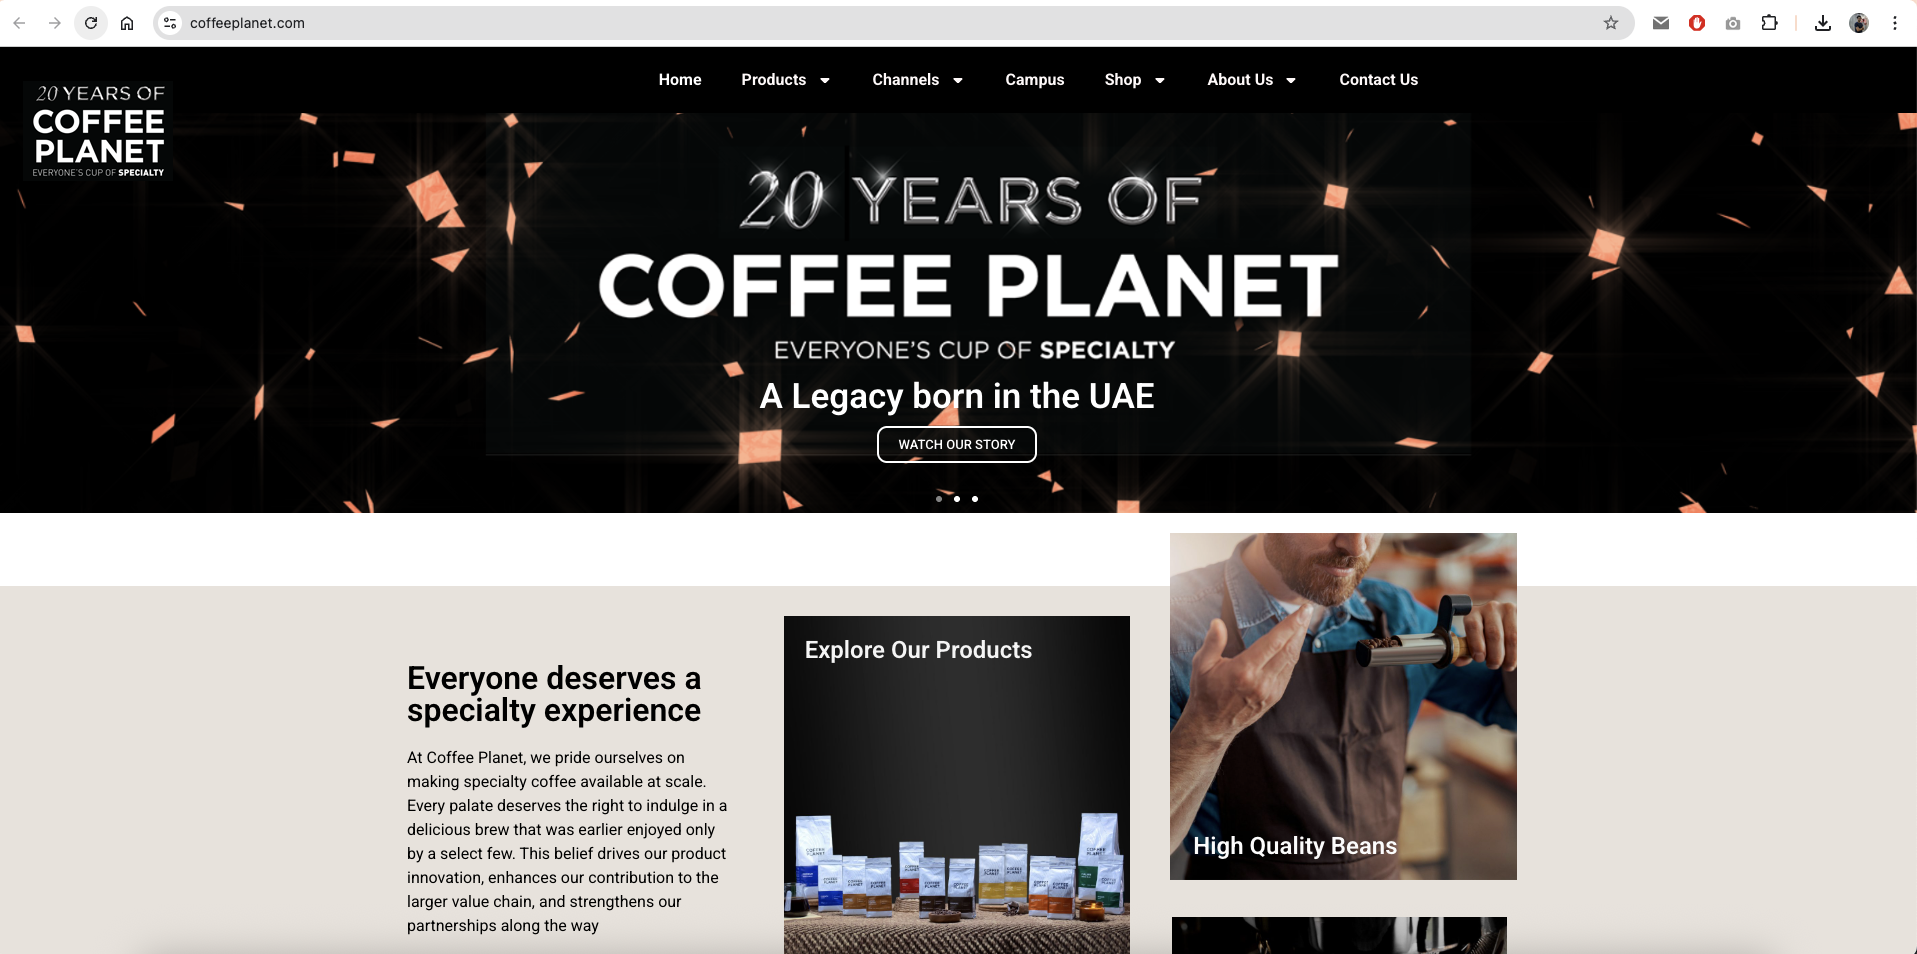 coffeeplanet.com
Home
Products
Channels
Campus
Shop
About Us
Contact Us
20 YEARS OF
COFFEE
PLANET
EVERYONE'S CUP OF SPECIALTY
20 YEARS OF
COFFEE PLANET
EVERYONE'S CUP OF SPECIALTY
A Legacy born in the UAE
WATCH OUR STORY
Everyone deserves a
specialty experience
At Coffee Planet, we pride ourselves on
making specialty coffee available at scale.
Every palate deserves the right to indulge in a
delicious brew that was earlier enjoyed only
by a select few. This belief drives our product
innovation, enhances our contribution to the
larger value chain, and strengthens our
partnerships along the way
Explore Our Products
COFFEE
PLANET
COFFEE
PLANET
High Quality Beans